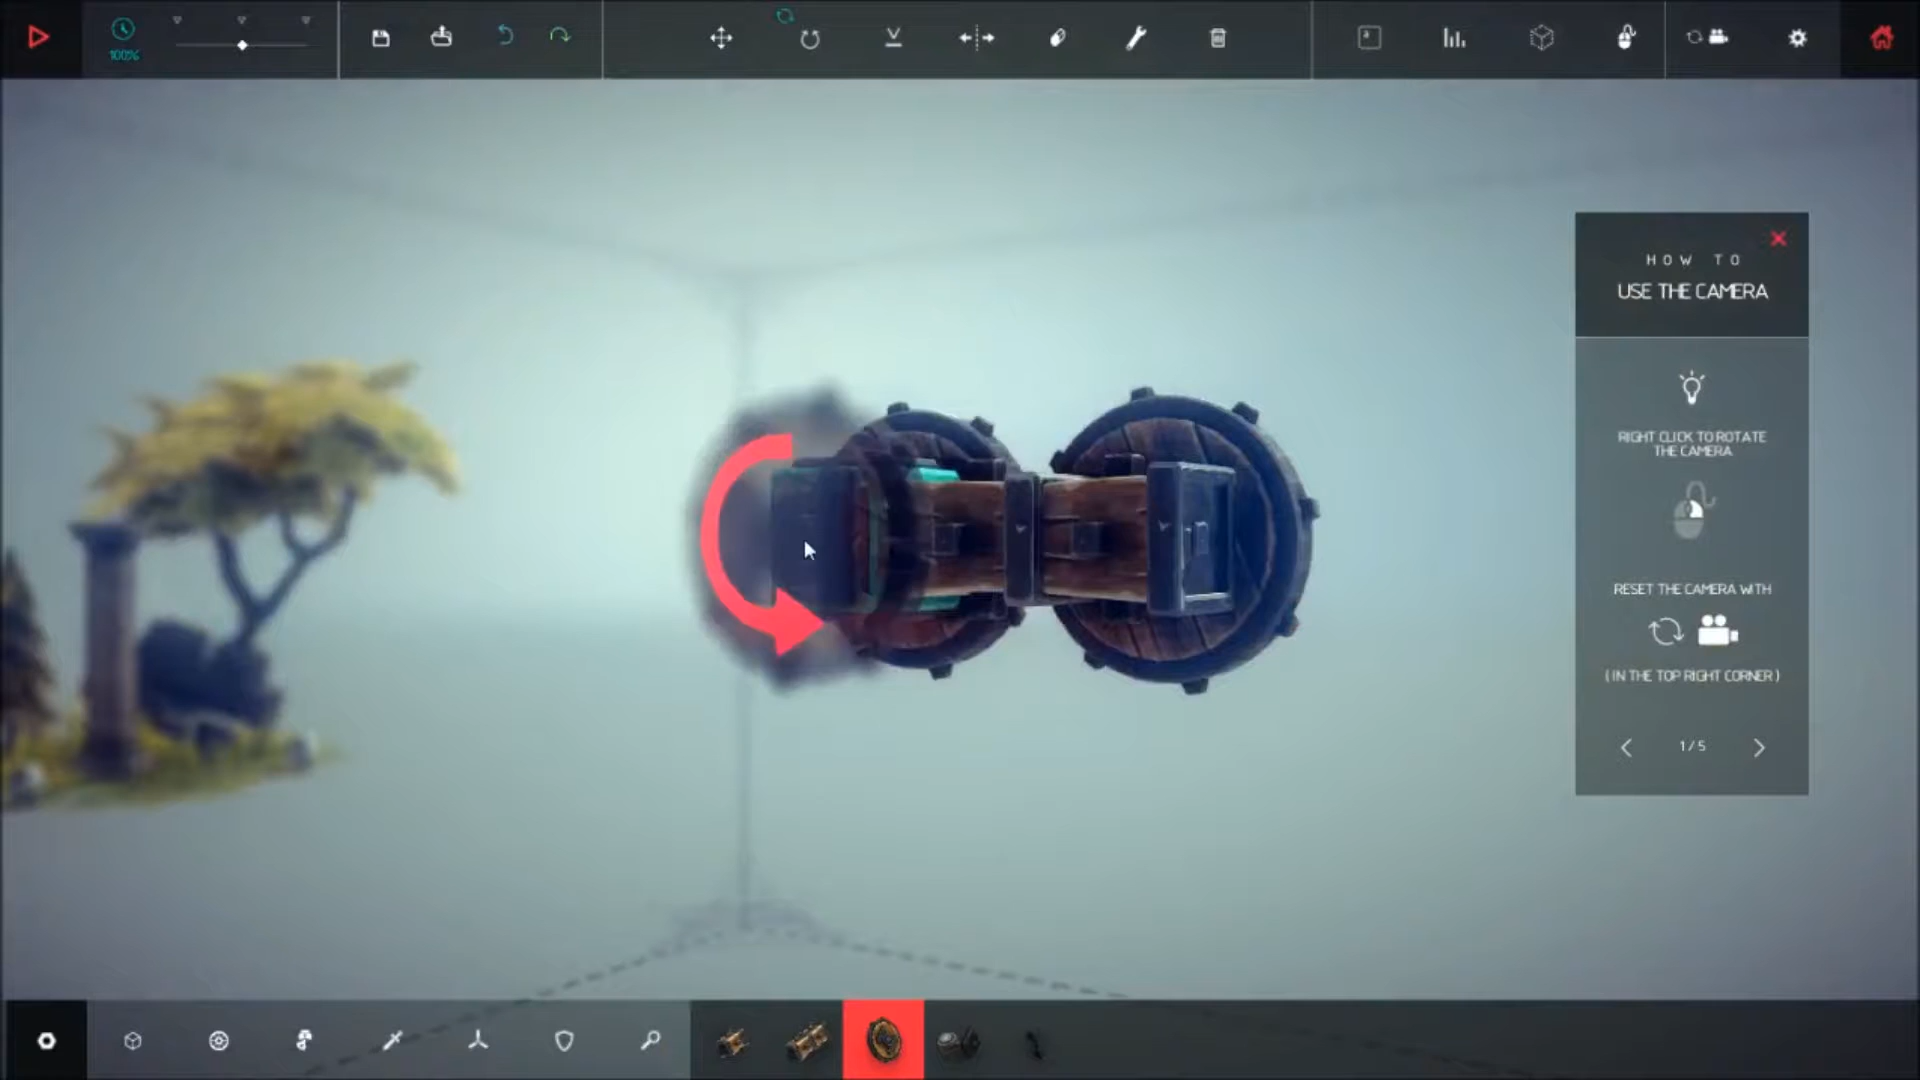 100%
HOW TO
USE THE CAMERA
RIGHT CLICK TO ROTATE
THE CAMERA
RESET THE CAMERA WITH
( IN THE TOP RIGHT CORNER )
1/5